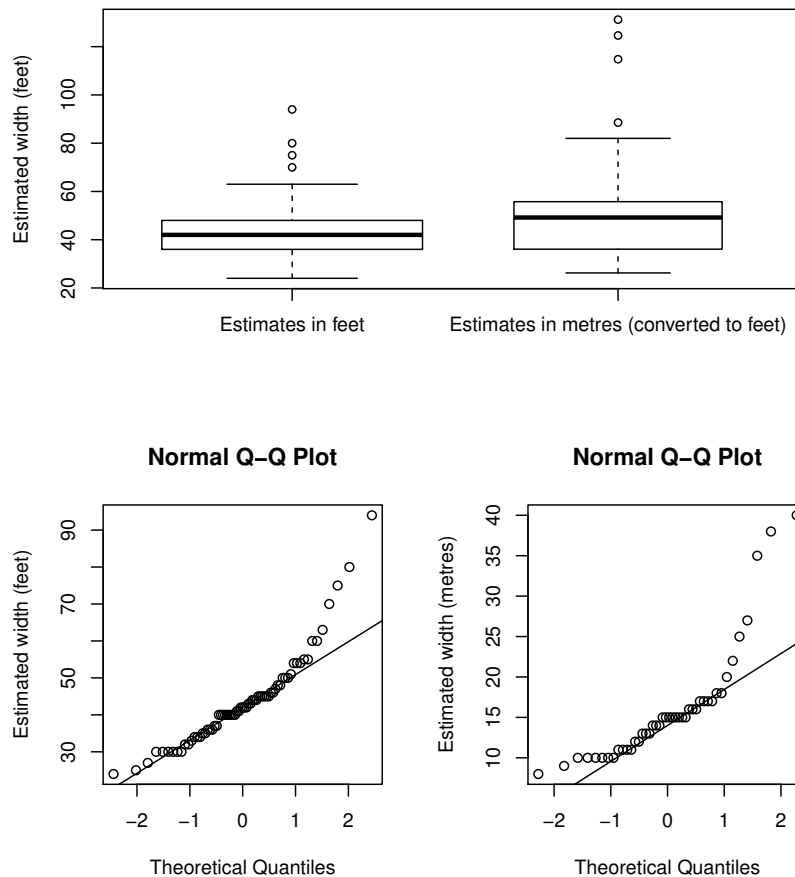 Estimated width (feet)
20
40
60
80
100
Estimates in feet
Estimates in metres (converted to feet)
Normal Q−Q Plot
Estimated width (feet)
30
50
70
90
−2
−1
0
1
2
Theoretical Quantiles
Normal Q−Q Plot
Estimated width (metres)
10
15
20
25
30
35
40
−2
−1
0
1
2
Theoretical Quantiles